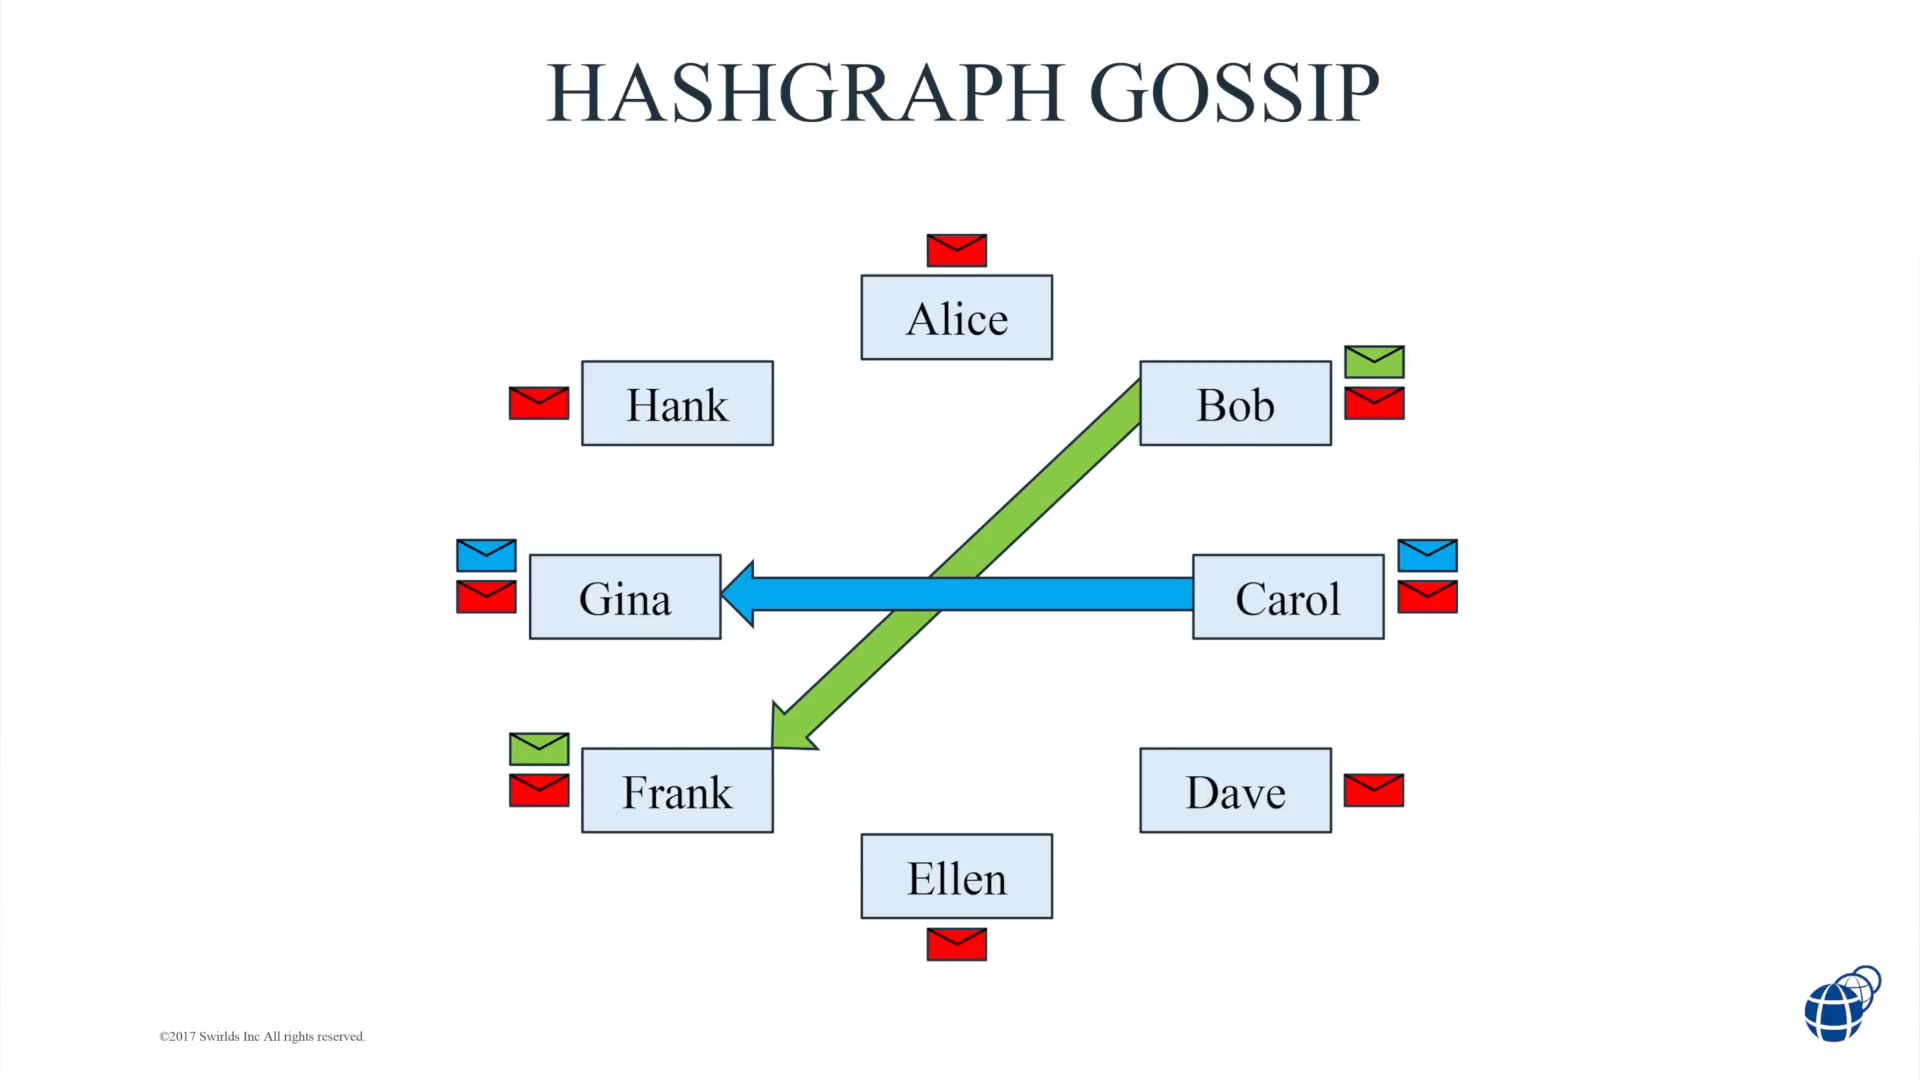 HASHGRAPH GOSSIP
Alice
Hank
Bob
Gina
Carol
Frank
Dave
Ellen
©2017 Swirlds Inc All rights reserved.